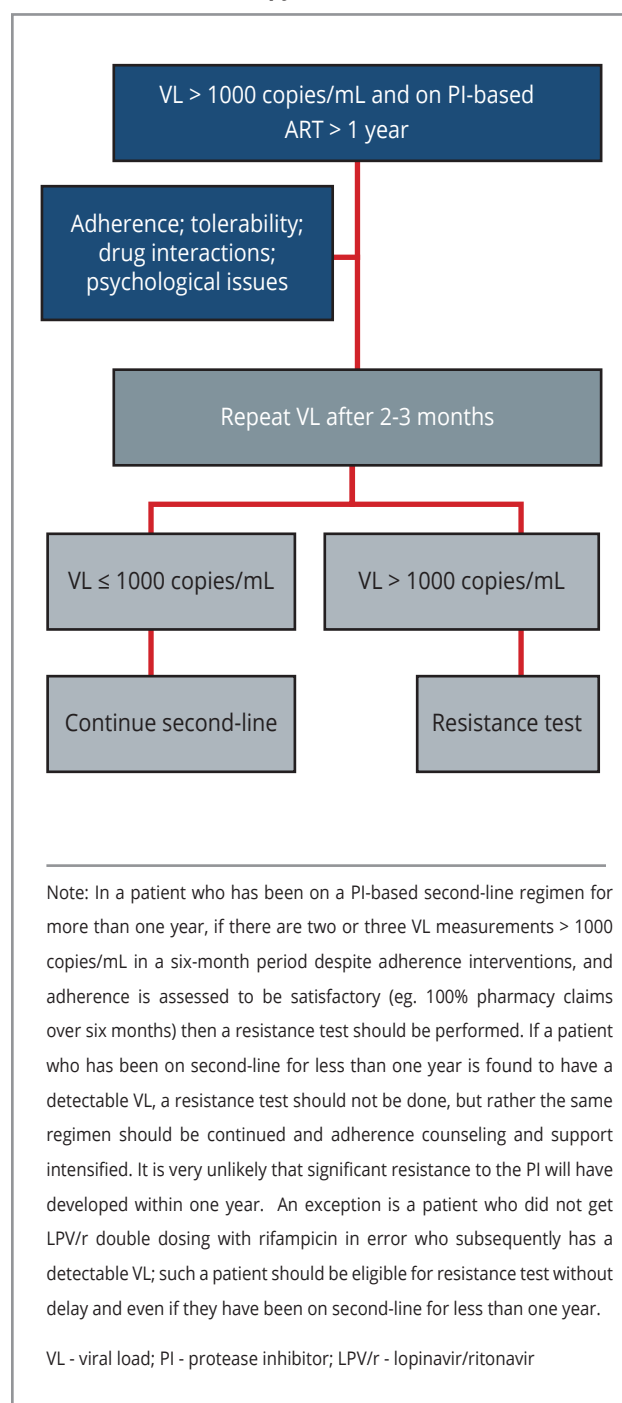 VL > 1000 copies/mL and on PI-based
ART > 1 year
Adherence; tolerability;
drug interactions;
psychological issues
Repeat VL after 2-3 months
VL ≤ 1000 copies/mL
VL > 1000 copies/mL
Continue second-line
Resistance test
Note: In a patient who has been on a PI-based second-line regimen for
more than one year, if there are two or three VL measurements > 1000
copies/mL in a six-month period despite adherence interventions, and
adherence is assessed to be satisfactory (eg. 100% pharmacy claims
over six months) then a resistance test should be performed. If a patient
who has been on second-line for less than one year is found to have a
detectable VL, a resistance test should not be done, but rather the same
regimen should be continued and adherence counseling and support
intensified. It is very unlikely that significant resistance to the PI will have
developed within one year. An exception is a patient who did not get
LPV/r double dosing with rifampicin in error who subsequently has a
detectable VL; such a patient should be eligible for resistance test without
delay and even if they have been on second-line for less than one year.
VL - viral load; PI - protease inhibitor; LPV/r - lopinavir/ritonavir